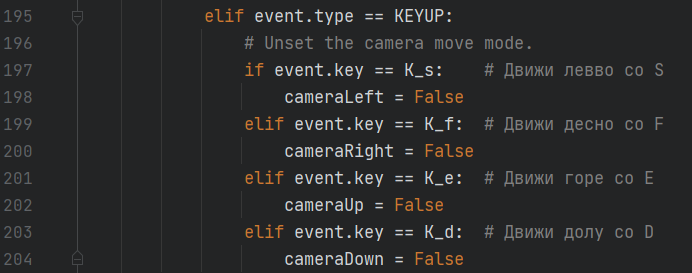 195 elif event.type == KEYUP:
196 # Unset the camera move mode.
197 if event.key == K_s: # Движи левво со S
198 cameraLeft = False
199 elif event.key == K_f: # Движи десно со F
200 cameraRight = False
201 elif event.key == K_e: # Движи горе со E
202 cameraUp = False
203 elif event.key == K_d: # Движи долу со D
204 cameraDown = False